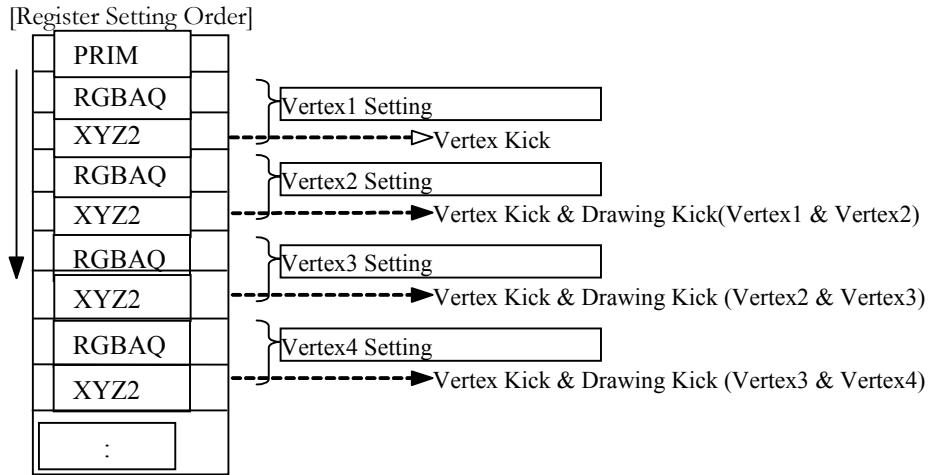 [Register Setting Order]
PRIM
RGBAQ
Vertex1 Setting
XYZ2
Vertex Kick
RGBAQ
Vertex2 Setting
XYZ2
Vertex Kick & Drawing Kick(Vertex1 & Vertex2)
RGBAQ
Vertex3 Setting
XYZ2
Vertex Kick & Drawing Kick (Vertex2 & Vertex3)
RGBAQ
Vertex4 Setting
XYZ2
Vertex Kick & Drawing Kick (Vertex3 & Vertex4)
: